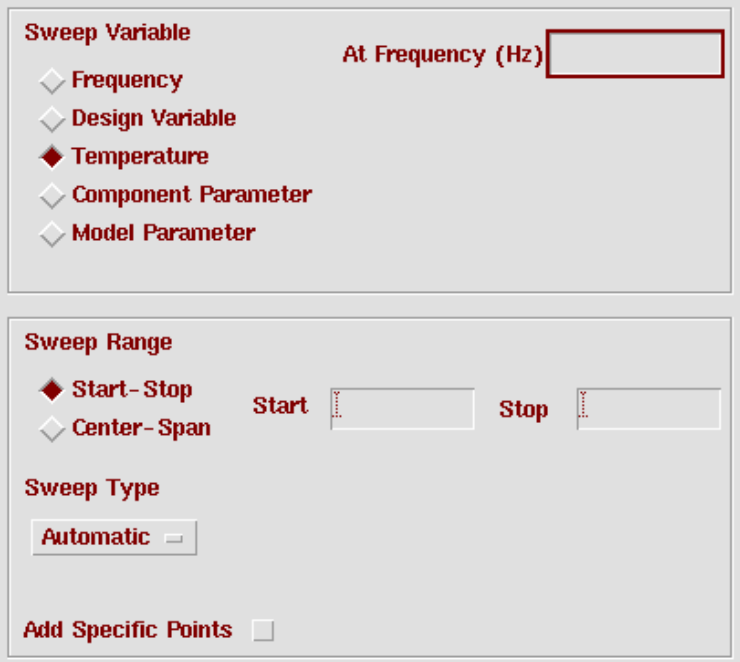 Sweep Variable
At Frequency (Hz)
Frequency
Design Variable
Temperature
Component Parameter
Model Parameter
Sweep Range
Start-Stop
Center-Span
Start
Stop
Sweep Type
Automatic
Add Specific Points